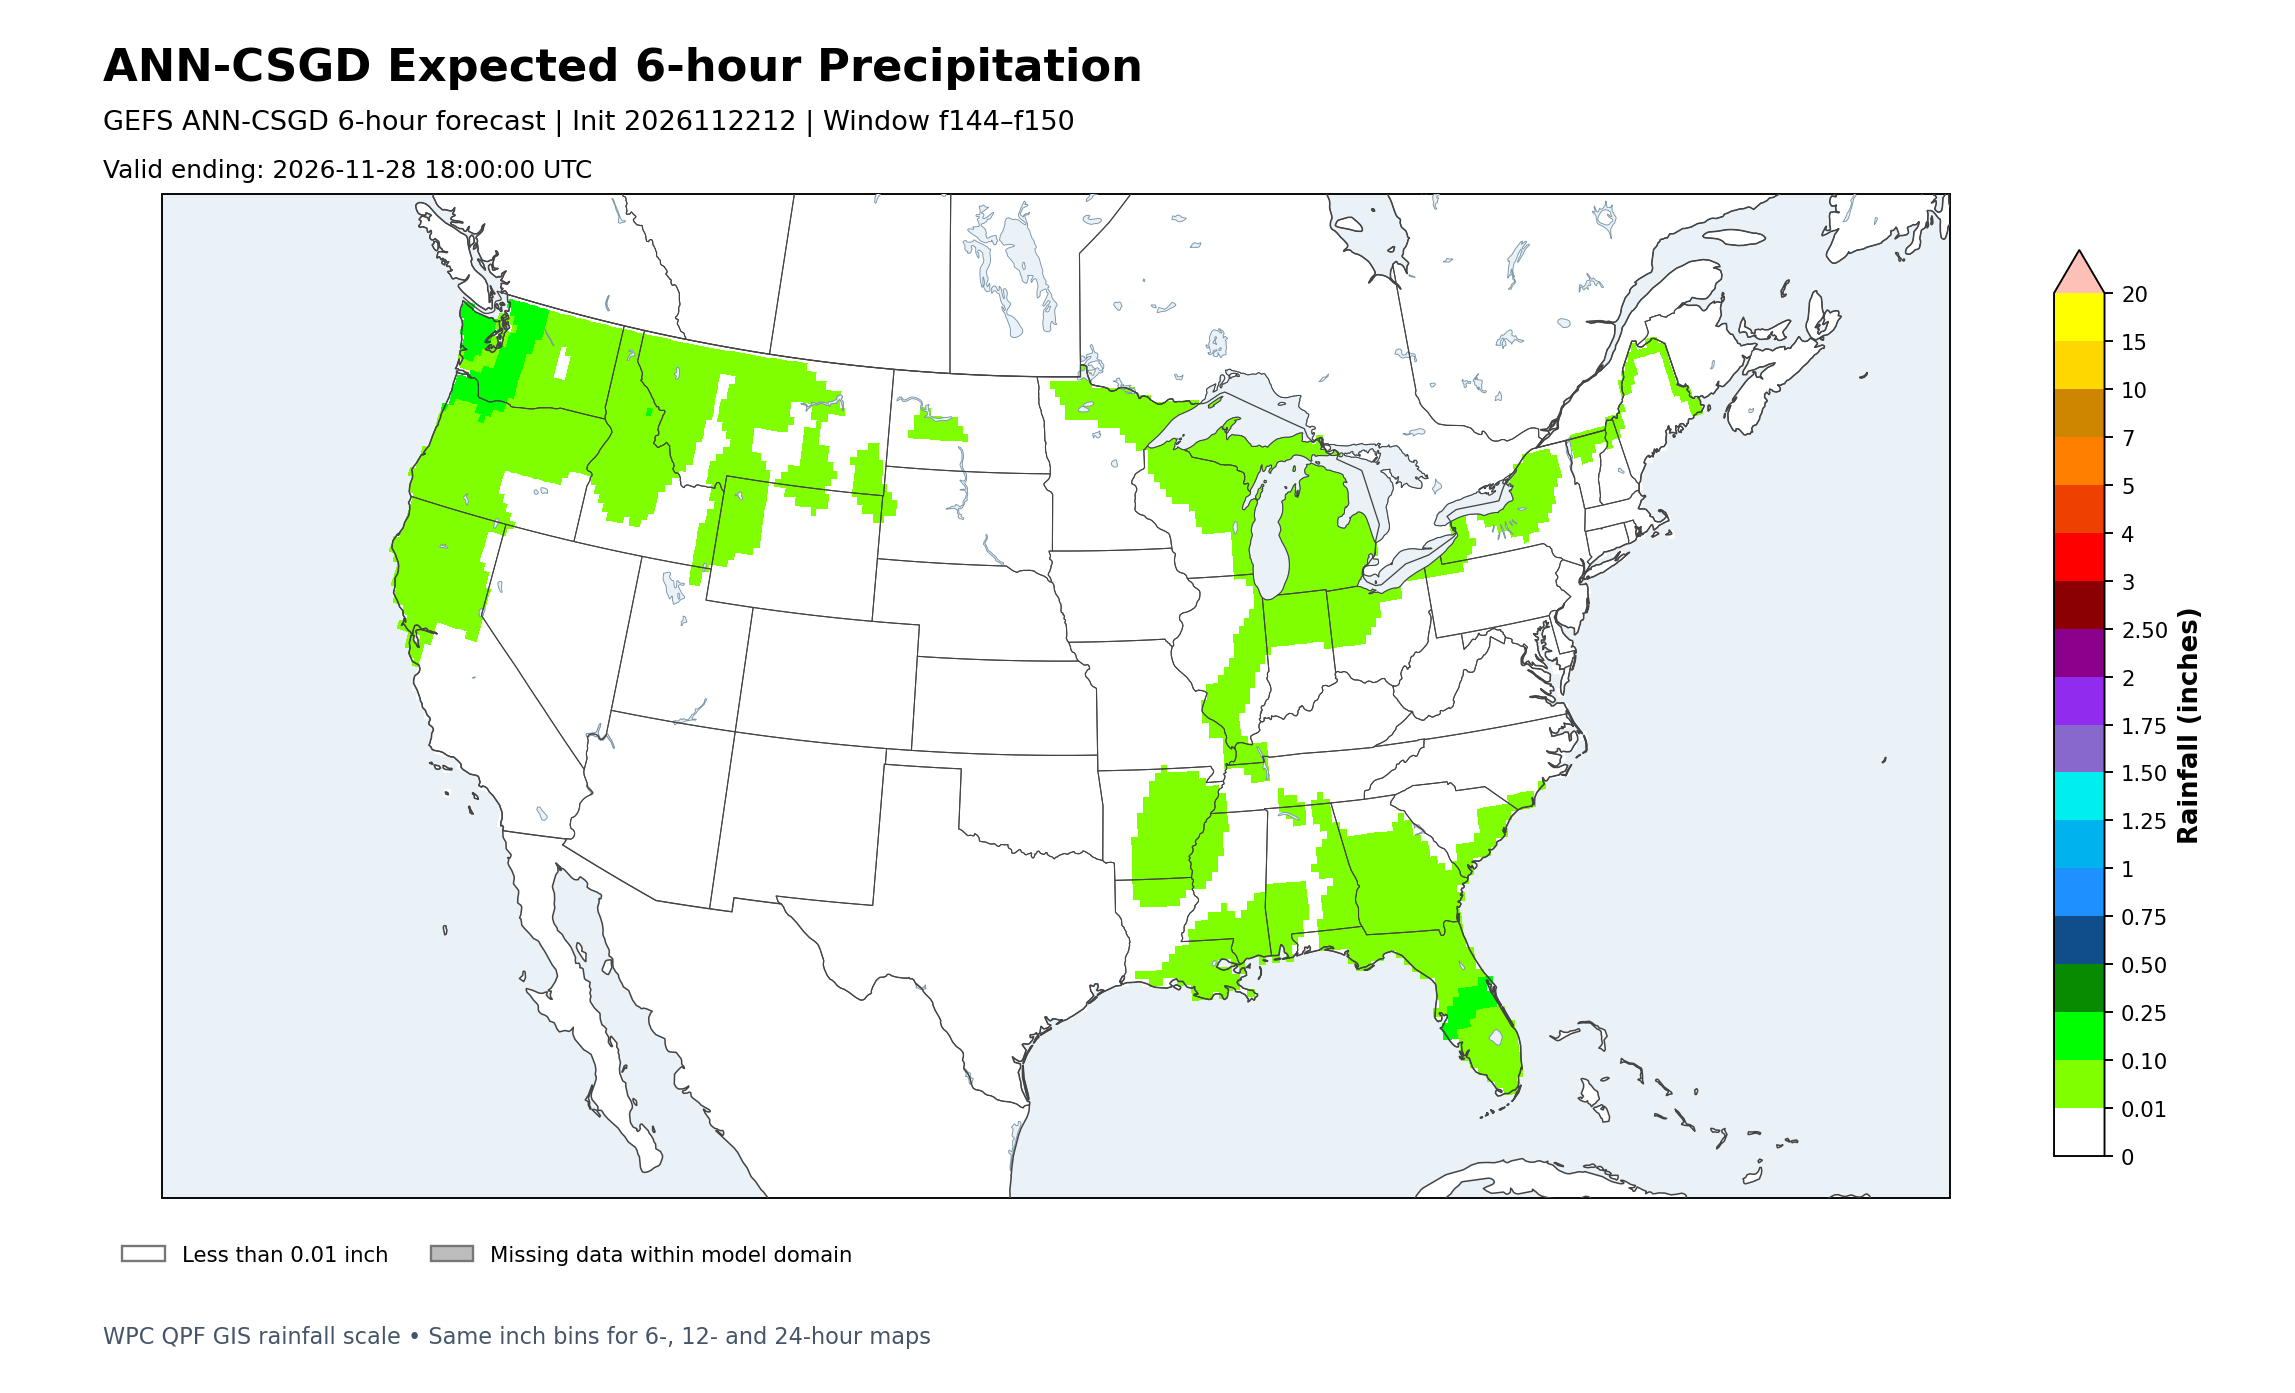 ANN-CSGD Expected 6-hour Precipitation
GEFS ANN-CSGD 6-hour forecast | Init 2026112212 | Window f144–f150
Valid ending: 2026-11-28 18:00:00 UTC
20
15
10
7
5
4
3
2.50
2
1.75
1.50
1.25
1
0.75
0.50
0.25
0.10
0.01
0
Rainfall (inches)
Less than 0.01 inch
Missing data within model domain
WPC QPF GIS rainfall scale • Same inch bins for 6-, 12- and 24-hour maps